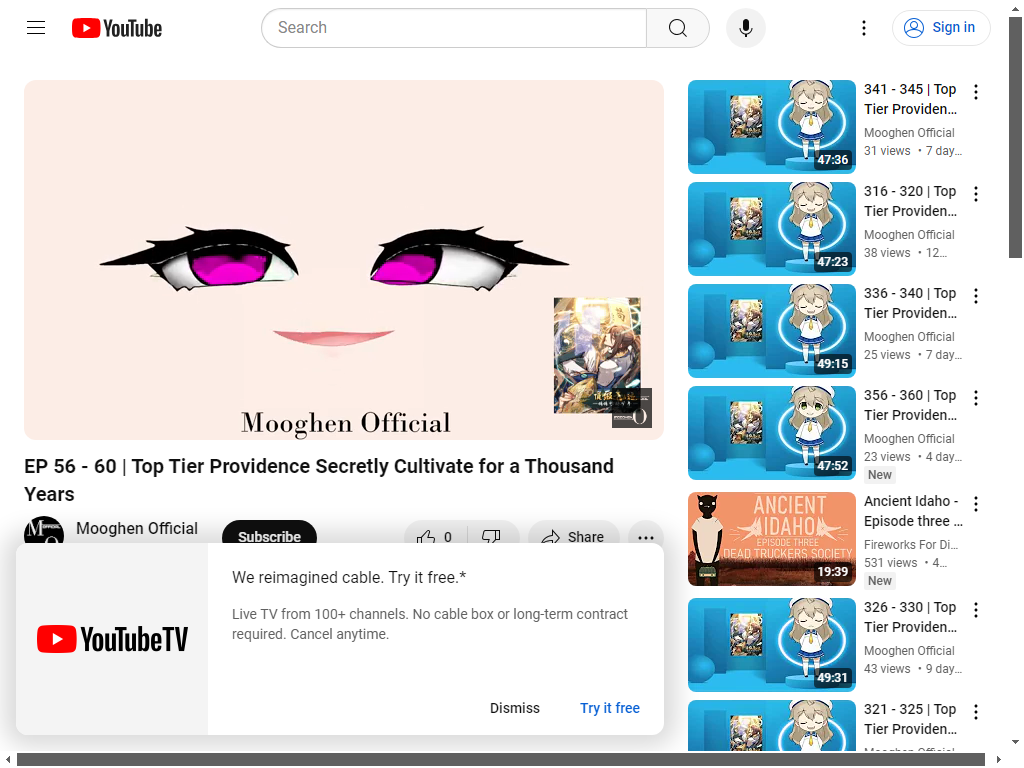 YouTube
Search
Sign in
Mooghen Official
EP 56 - 60 | Top Tier Providence Secretly Cultivate for a Thousand
Years
Mooghen Official
Subscribe
0
Share
We reimagined cable. Try it free.*
Live TV from 100+ channels. No cable box or long-term contract
required. Cancel anytime.
YouTubeTV
Dismiss
Try it free
47:36
341 - 345 | Top
Tier Providen...
Mooghen Official
31 views • 7 day...
47:23
316 - 320 | Top
Tier Providen...
Mooghen Official
38 views • 12...
49:15
336 - 340 | Top
Tier Providen...
Mooghen Official
25 views • 7 day...
47:52
356 - 360 | Top
Tier Providen...
Mooghen Official
23 views • 4 day...
New
ANCIENT
IDAHO
EPISODE THREE
DEAD TRUCKERS SOCIETY
19:39
Ancient Idaho -
Episode three ...
Fireworks For Di...
531 views • 4...
New
49:31
326 - 330 | Top
Tier Providen...
Mooghen Official
43 views • 9 day...
321 - 325 | Top
Tier Providen...
Mooghen Official